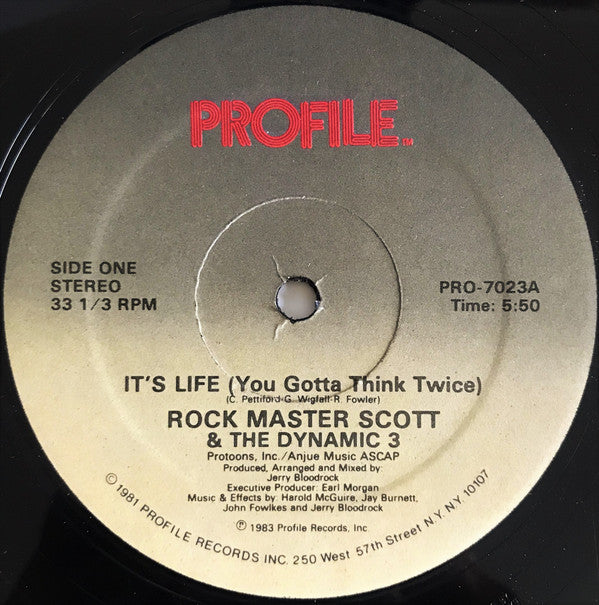 PROFILE TM
SIDE ONE
STEREO
33 1/3 RPM
PRO-7023A
Time: 5:50
IT'S LIFE (You Gotta Think Twice)
(C. Pettiford-G. Wigfall-R. Fowler)
ROCK MASTER SCOTT
& THE DYNAMIC 3
Protoons, Inc./Anjue Music ASCAP
Produced, Arranged and Mixed by:
Jerry Bloodrock
Executive Producer: Earl Morgan
Music & Effects by: Harold McGuire, Jay Burnett,
John Fowlkes and Jerry Bloodrock
℗ 1983 Profile Records, Inc.
© 1981 PROFILE RECORDS INC. 250 West 57th Street N.Y. N.Y. 10107